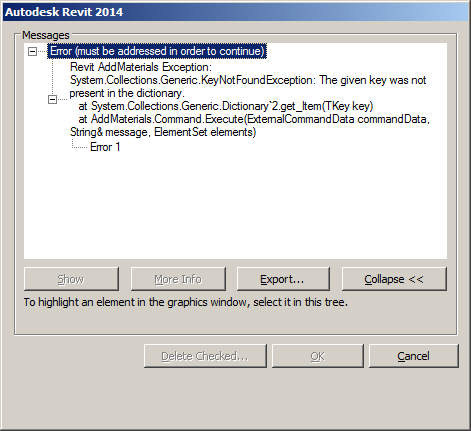 Autodesk Revit 2014
Messages
Error (must be addressed in order to continue)
Revit AddMaterials Exception:
System.Collections.Generic.KeyNotFoundException: The given key was not
present in the dictionary.
at System.Collections.Generic.Dictionary`2.get_Item(TKey key)
at AddMaterials.Command.Execute(ExternalCommandData commandData,
String& message, ElementSet elements)
Error 1
Show More Info Export... Collapse <<
To highlight an element in the graphics window, select it in this tree.
Delete Checked... OK Cancel